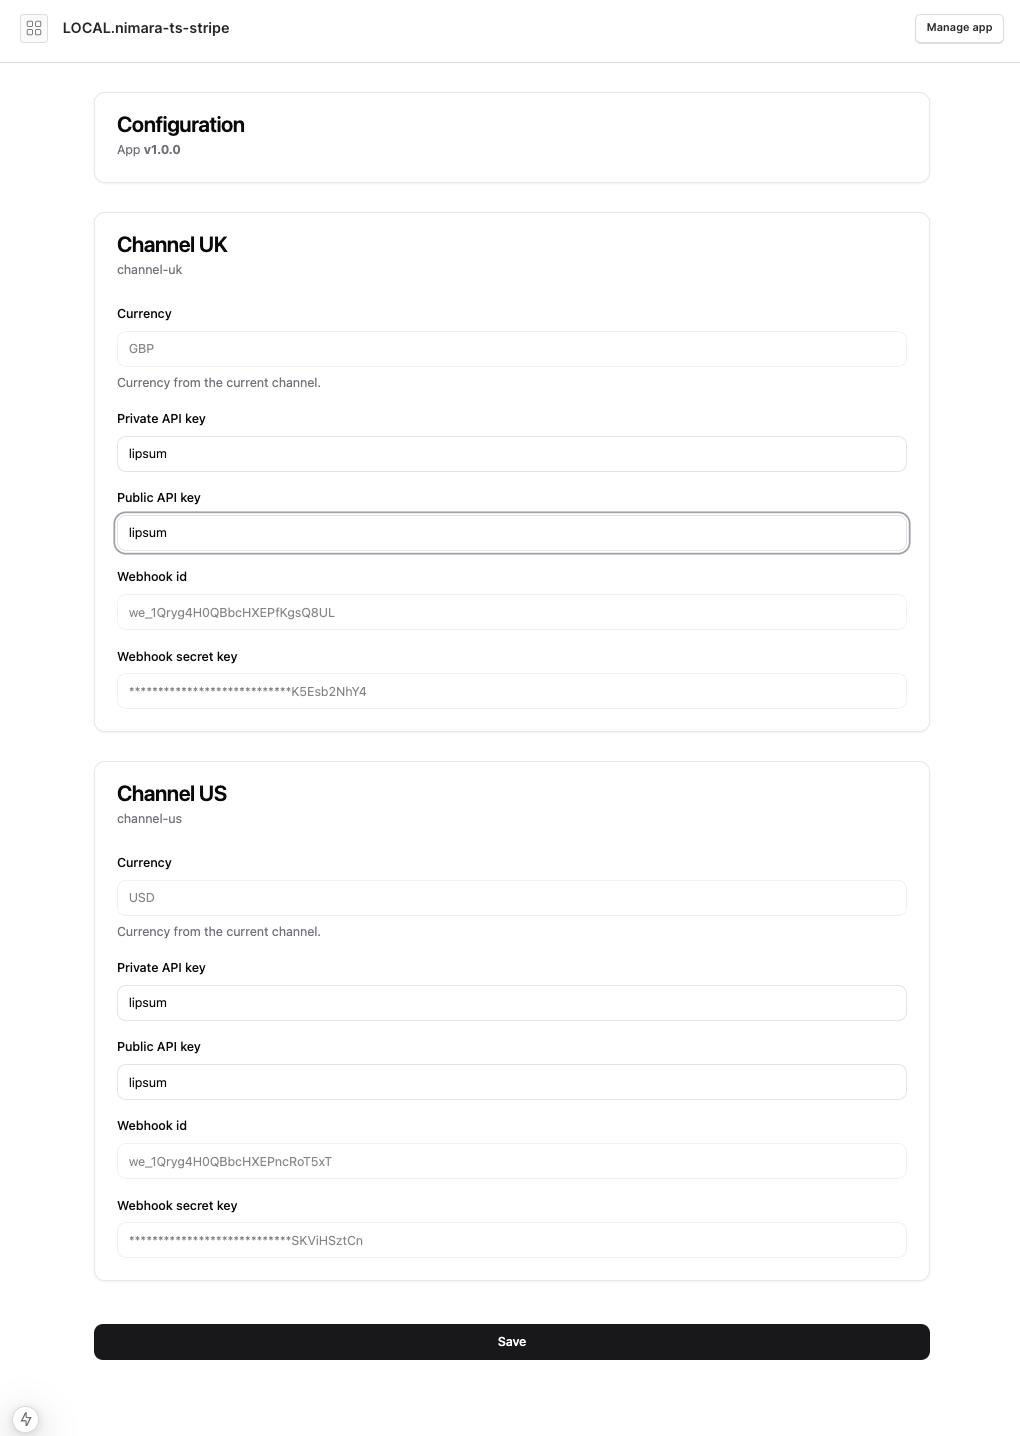 LOCAL.nimara-ts-stripe
Manage app
Configuration
App v1.0.0
Channel UK
channel-uk
Currency
GBP
Currency from the current channel.
Private API key
lipsum
Public API key
lipsum
Webhook id
we_1Qryg4H0QBbcHXEPfKgsQ8UL
Webhook secret key
****************************K5Esb2NhY4
Channel US
channel-us
Currency
USD
Currency from the current channel.
Private API key
lipsum
Public API key
lipsum
Webhook id
we_1Qryg4H0QBbcHXEPncRoT5xT
Webhook secret key
****************************SKViHSztCn
Save